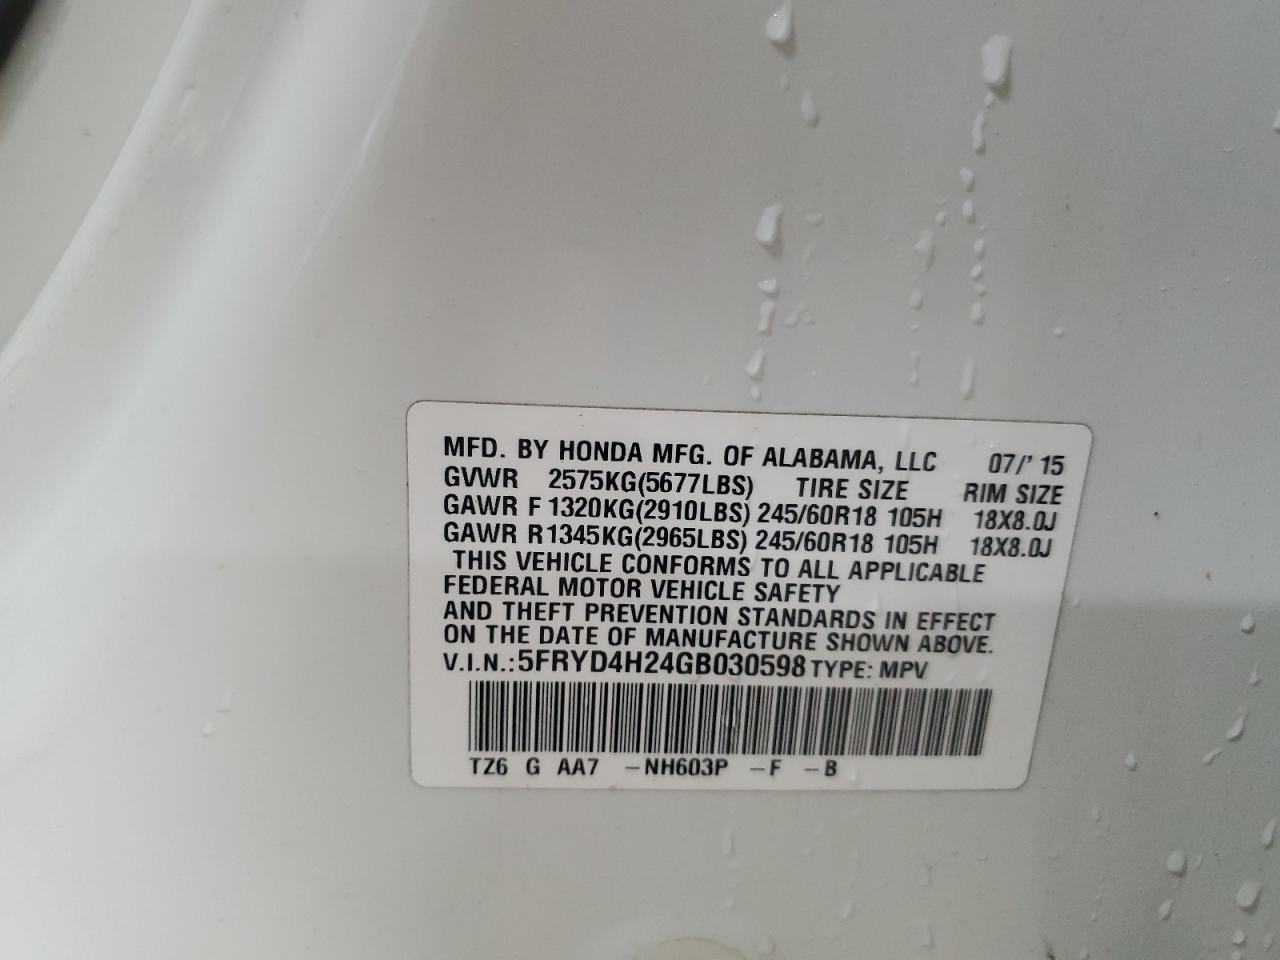 MFD. BY HONDA MFG. OF ALABAMA, LLC 07/' 15
GVWR 2575KG(5677LBS) TIRE SIZE RIM SIZE
GAWR F 1320KG(2910LBS) 245/60R18 105H 18X8.0J
GAWR R1345KG(2965LBS) 245/60R18 105H 18X8.0J
THIS VEHICLE CONFORMS TO ALL APPLICABLE
FEDERAL MOTOR VEHICLE SAFETY
AND THEFT PREVENTION STANDARDS IN EFFECT
ON THE DATE OF MANUFACTURE SHOWN ABOVE.
V.I.N.:5FRYD4H24GB030598 TYPE: MPV
TZ6 G AA7 -NH603P -F -B